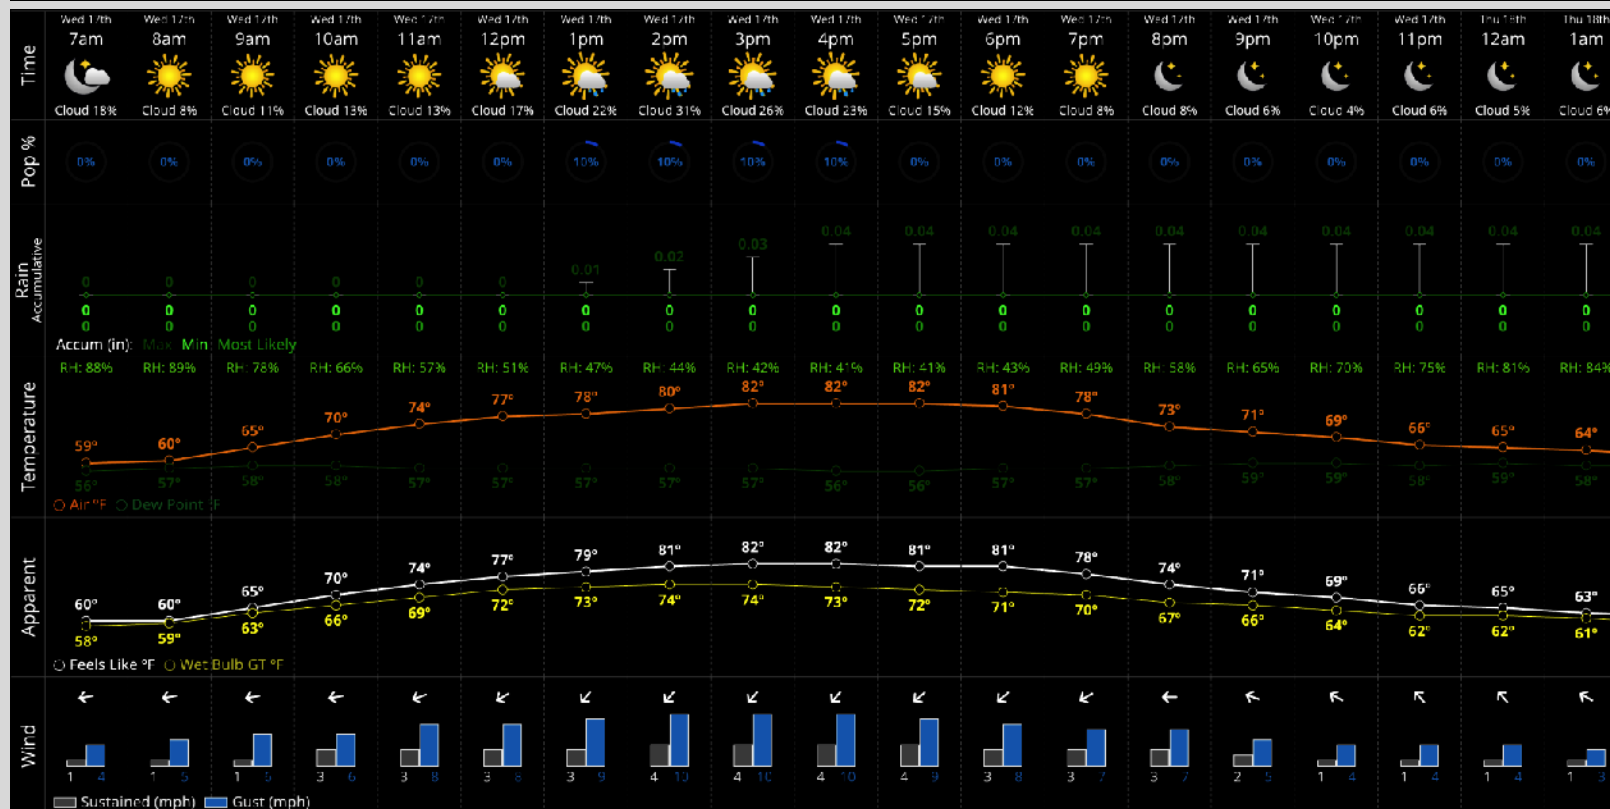 Wed 17th Wed 17th Wed 17th Wed 17th Wed 17th Wed 17th Wed 17th Wed 17th Wed 17th Wed 17th Wed 17th Wed 17th Wed 17th Wed 17th Wed 17th Wed 17th Wed 17th Thu 18th Thu 18th
Time
7am 8am 9am 10am 11am 12pm 1pm 2pm 3pm 4pm 5pm 6pm 7pm 8pm 9pm 10pm 11pm 12am 1am
Cloud 18% Cloud 8% Cloud 11% Cloud 13% Cloud 13% Cloud 17% Cloud 22% Cloud 31% Cloud 26% Cloud 23% Cloud 15% Cloud 12% Cloud 8% Cloud 8% Cloud 6% Cloud 4% Cloud 6% Cloud 5% Cloud 6%
Pop %
0% 0% 0% 0% 0% 0% 10% 10% 10% 10% 0% 0% 0% 0% 0% 0% 0% 0% 0%
Rain
Accumulative
0 0 0 0 0 0 0.01 0.02 0.03 0.04 0.04 0.04 0.04 0.04 0.04 0.04 0.04 0.04 0.04
0 0 0 0 0 0 0 0 0 0 0 0 0 0 0 0 0 0 0
0 0 0 0 0 0 0 0 0 0 0 0 0 0 0 0 0 0 0
Accum (in): Max Min Most Likely
Temperature
RH: 88% RH: 89% RH: 78% RH: 66% RH: 57% RH: 51% RH: 47% RH: 44% RH: 42% RH: 41% RH: 41% RH: 43% RH: 49% RH: 58% RH: 65% RH: 70% RH: 75% RH: 81% RH: 84%
59° 60° 65° 70° 74° 77° 78° 80° 82° 82° 82° 81° 78° 73° 71° 69° 66° 65° 64°
56° 57° 58° 58° 57° 57° 57° 57° 57° 56° 56° 57° 57° 58° 59° 59° 58° 59° 58°
Air °F Dew Point °F
Apparent
60° 60° 65° 70° 74° 77° 79° 81° 82° 82° 81° 81° 78° 74° 71° 69° 66° 65° 63°
58° 59° 63° 66° 69° 72° 73° 74° 74° 73° 72° 71° 70° 67° 66° 64° 62° 62° 61°
Feels Like °F Wet Bulb GT °F
Wind
1 4 1 5 1 6 3 6 3 8 3 8 3 9 4 10 4 10 4 10 4 9 3 8 3 7 3 7 2 5 1 4 1 4 1 4 1 3
Sustained (mph) Gust (mph)